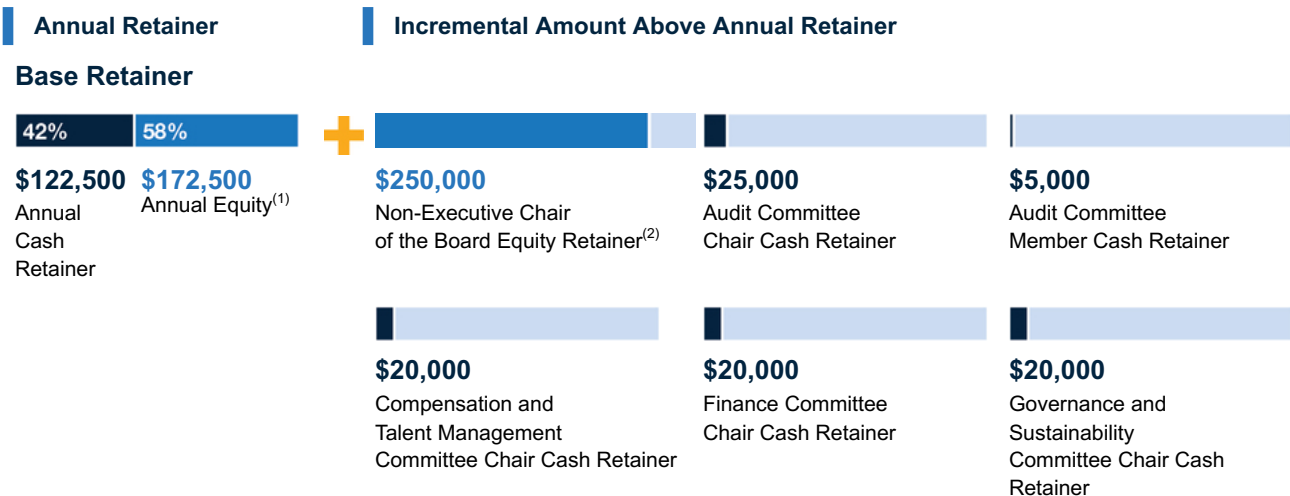 Annual Retainer
Incremental Amount Above Annual Retainer
Base Retainer
42%
58%
$122,500
Annual
Cash
Retainer
$172,500
Annual Equity(1)
$250,000
Non-Executive Chair
of the Board Equity Retainer(2)
$25,000
Audit Committee
Chair Cash Retainer
$5,000
Audit Committee
Member Cash Retainer
$20,000
Compensation and
Talent Management
Committee Chair Cash Retainer
$20,000
Finance Committee
Chair Cash Retainer
$20,000
Governance and
Sustainability
Committee Chair Cash
Retainer